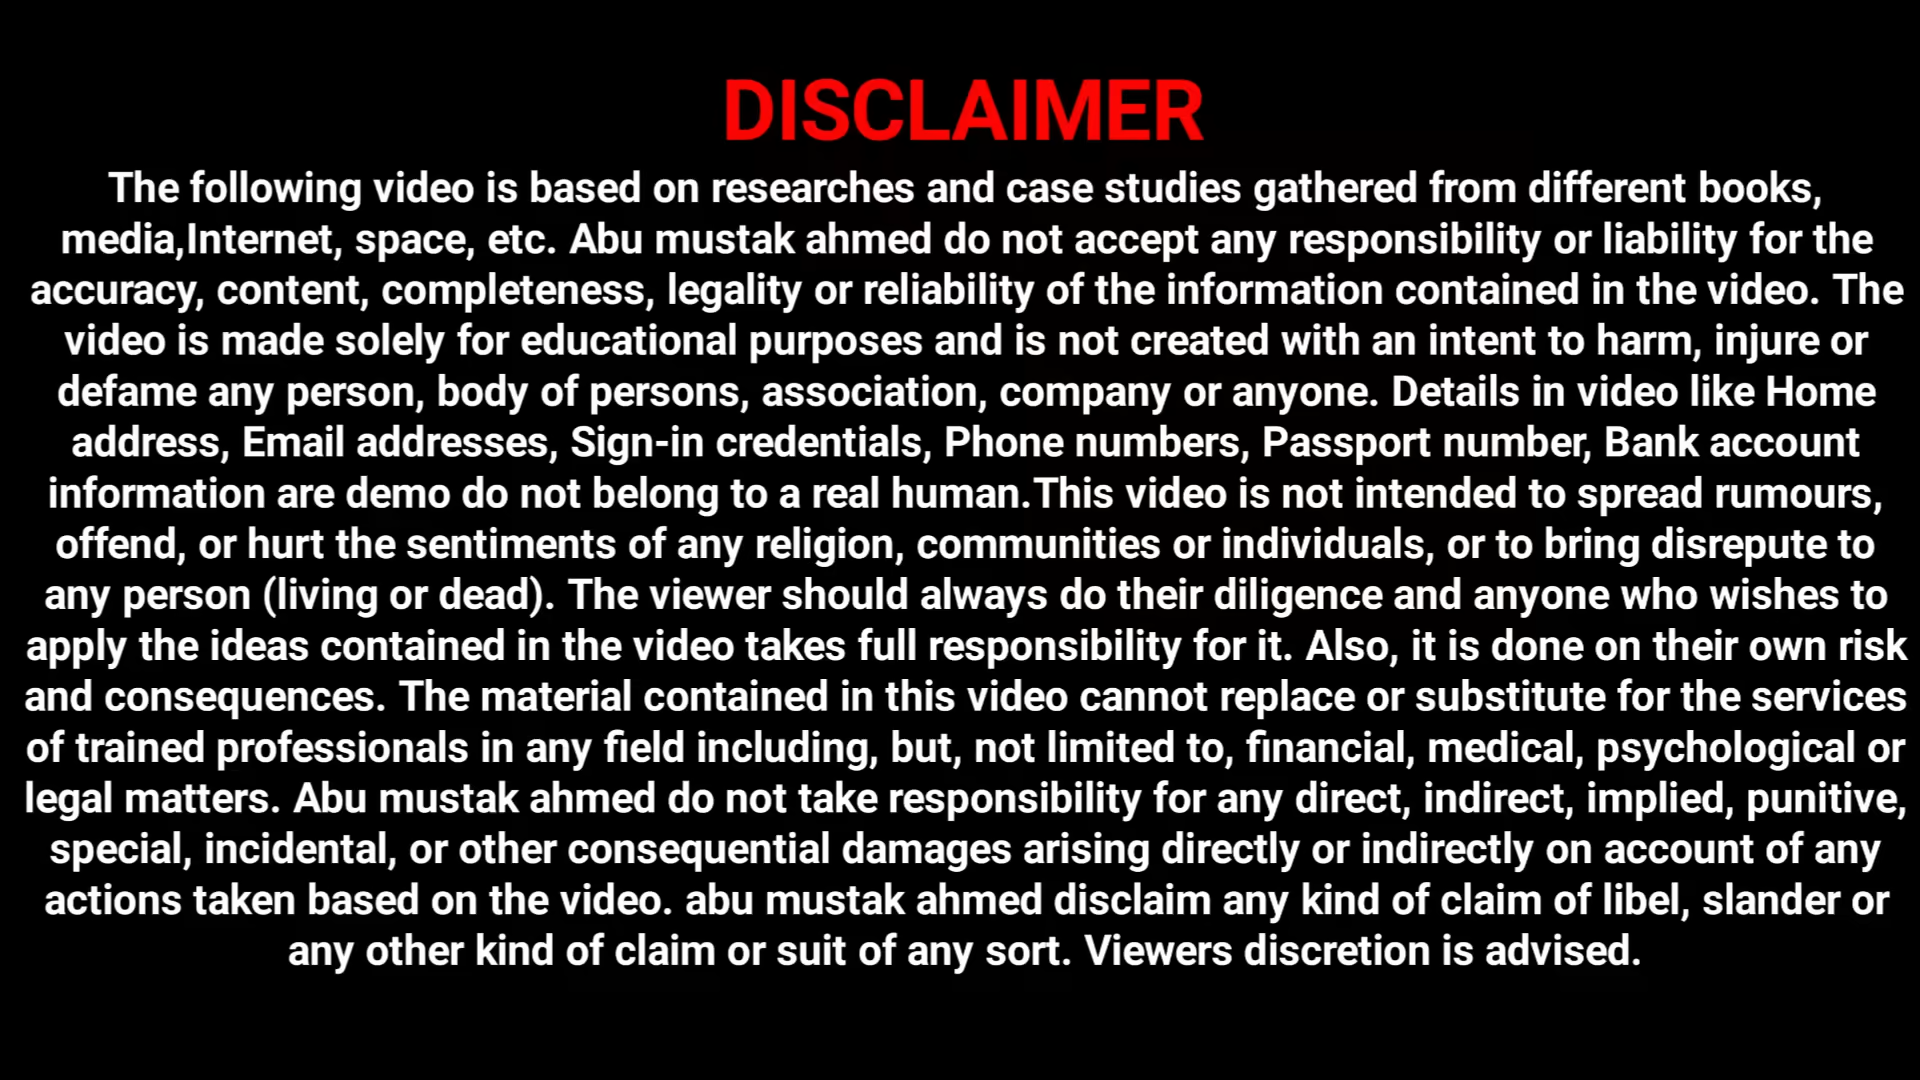 DISCLAIMER
The following video is based on researches and case studies gathered from different books,
media,Internet, space, etc. Abu mustak ahmed do not accept any responsibility or liability for the
accuracy, content, completeness, legality or reliability of the information contained in the video. The
video is made solely for educational purposes and is not created with an intent to harm, injure or
defame any person, body of persons, association, company or anyone. Details in video like Home
address, Email addresses, Sign-in credentials, Phone numbers, Passport number, Bank account
information are demo do not belong to a real human.This video is not intended to spread rumours,
offend, or hurt the sentiments of any religion, communities or individuals, or to bring disrepute to
any person (living or dead). The viewer should always do their diligence and anyone who wishes to
apply the ideas contained in the video takes full responsibility for it. Also, it is done on their own risk
and consequences. The material contained in this video cannot replace or substitute for the services
of trained professionals in any field including, but, not limited to, financial, medical, psychological or
legal matters. Abu mustak ahmed do not take responsibility for any direct, indirect, implied, punitive,
special, incidental, or other consequential damages arising directly or indirectly on account of any
actions taken based on the video. abu mustak ahmed disclaim any kind of claim of libel, slander or
any other kind of claim or suit of any sort. Viewers discretion is advised.